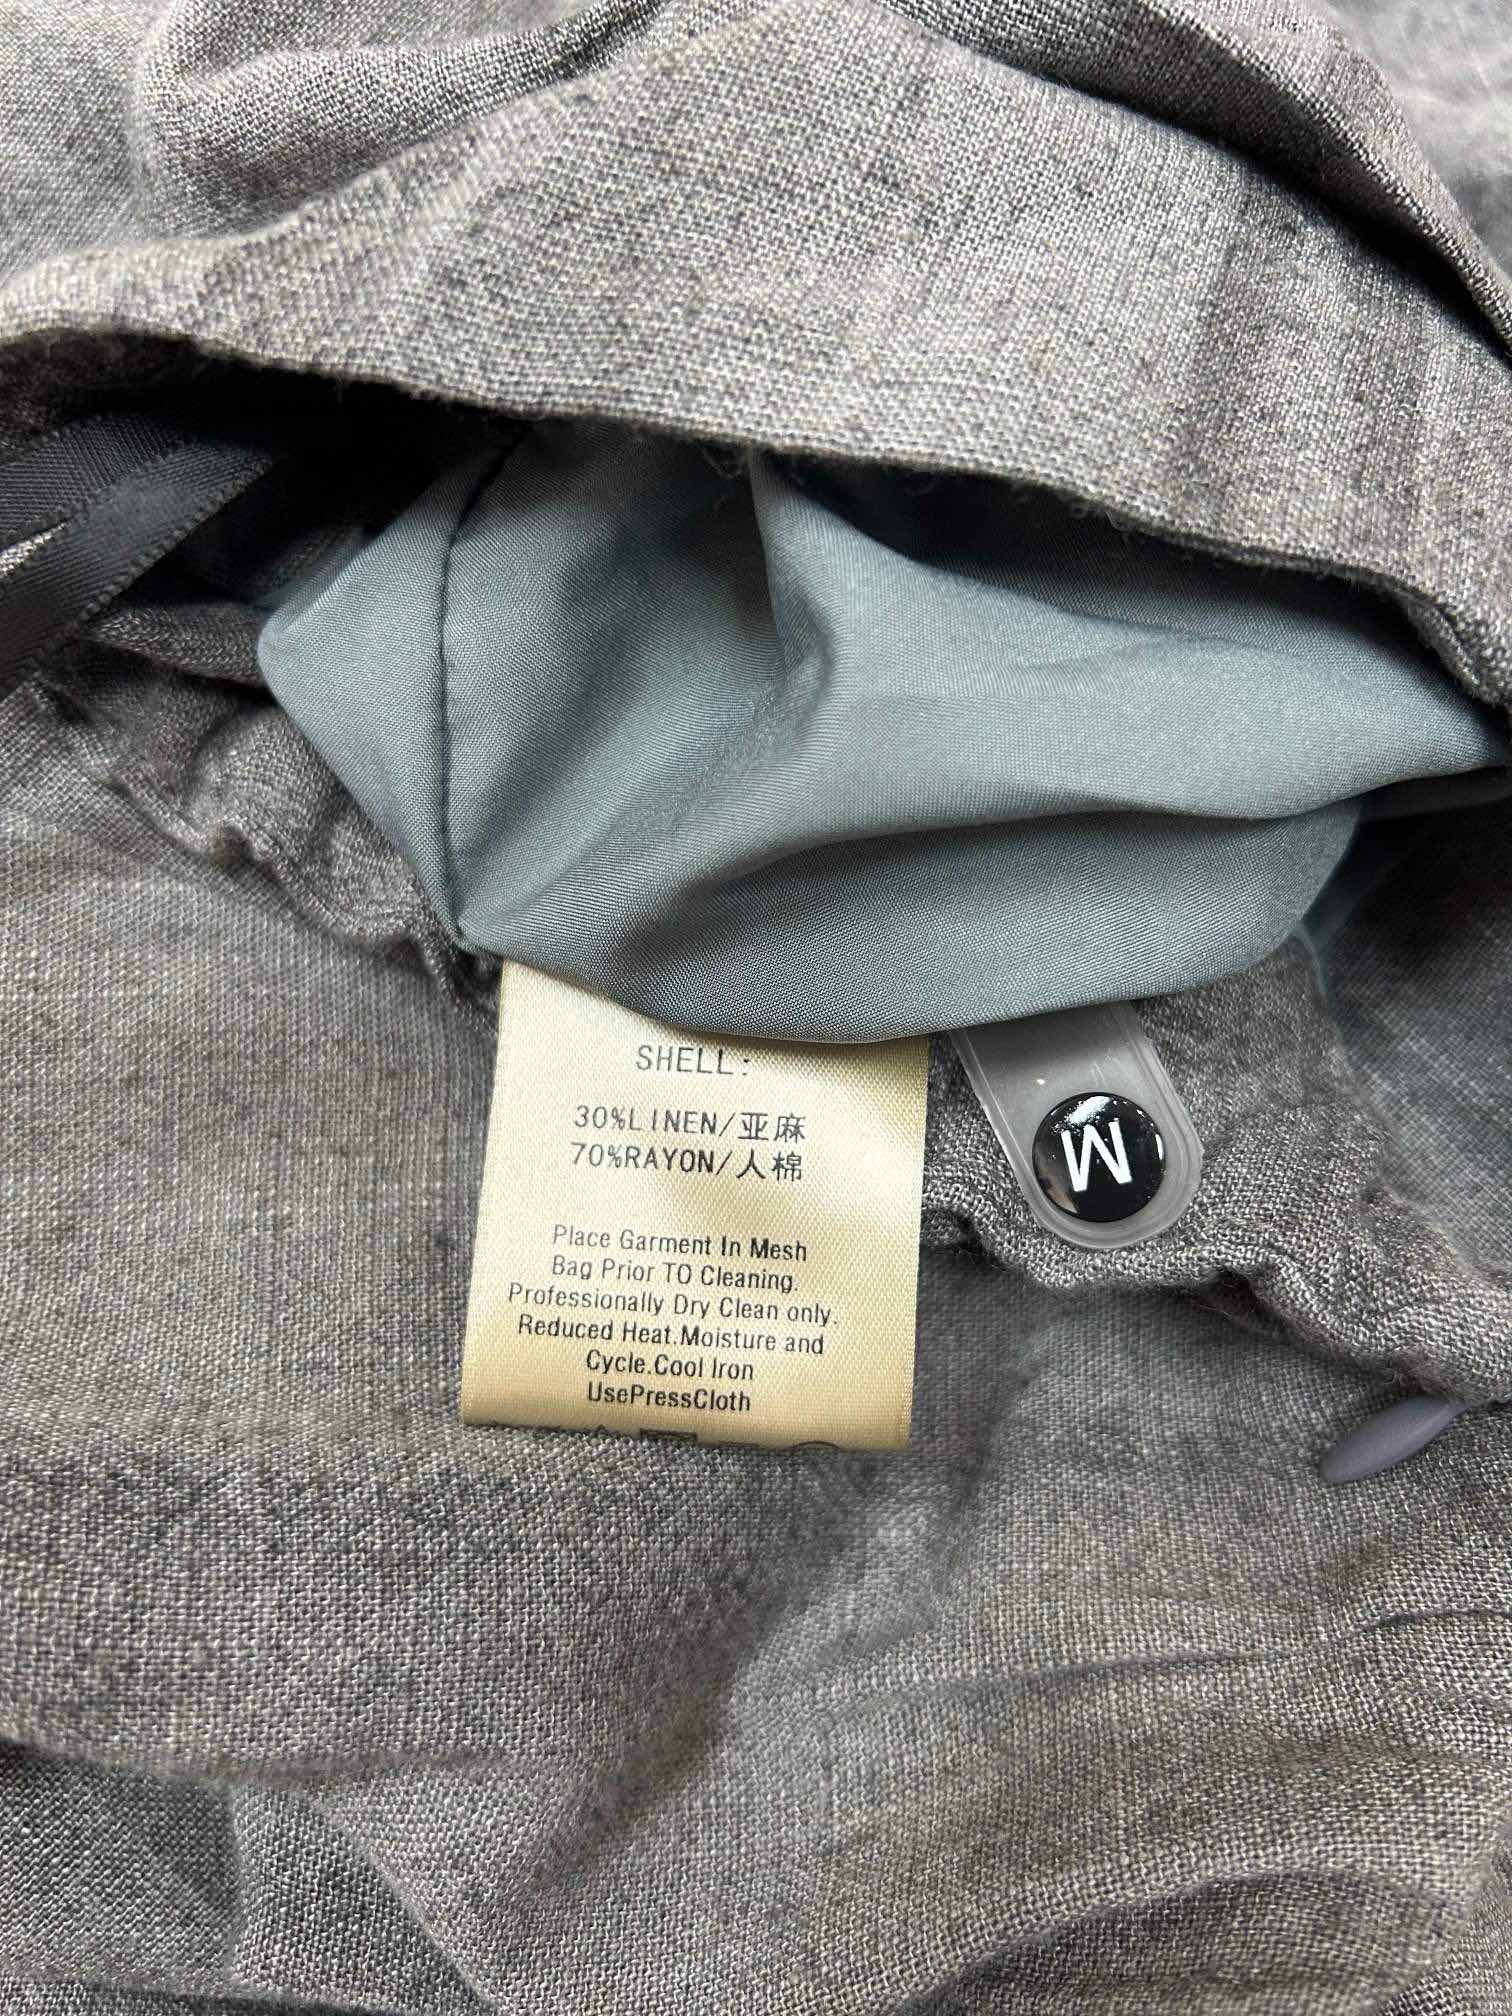 SHELL:
30%LINEN/亚麻
70%RAYON/人棉
Place Garment In Mesh
Bag Prior TO Cleaning.
Professionally Dry Clean only.
Reduced Heat.Moisture and
Cycle.Cool Iron
UsePressCloth
M